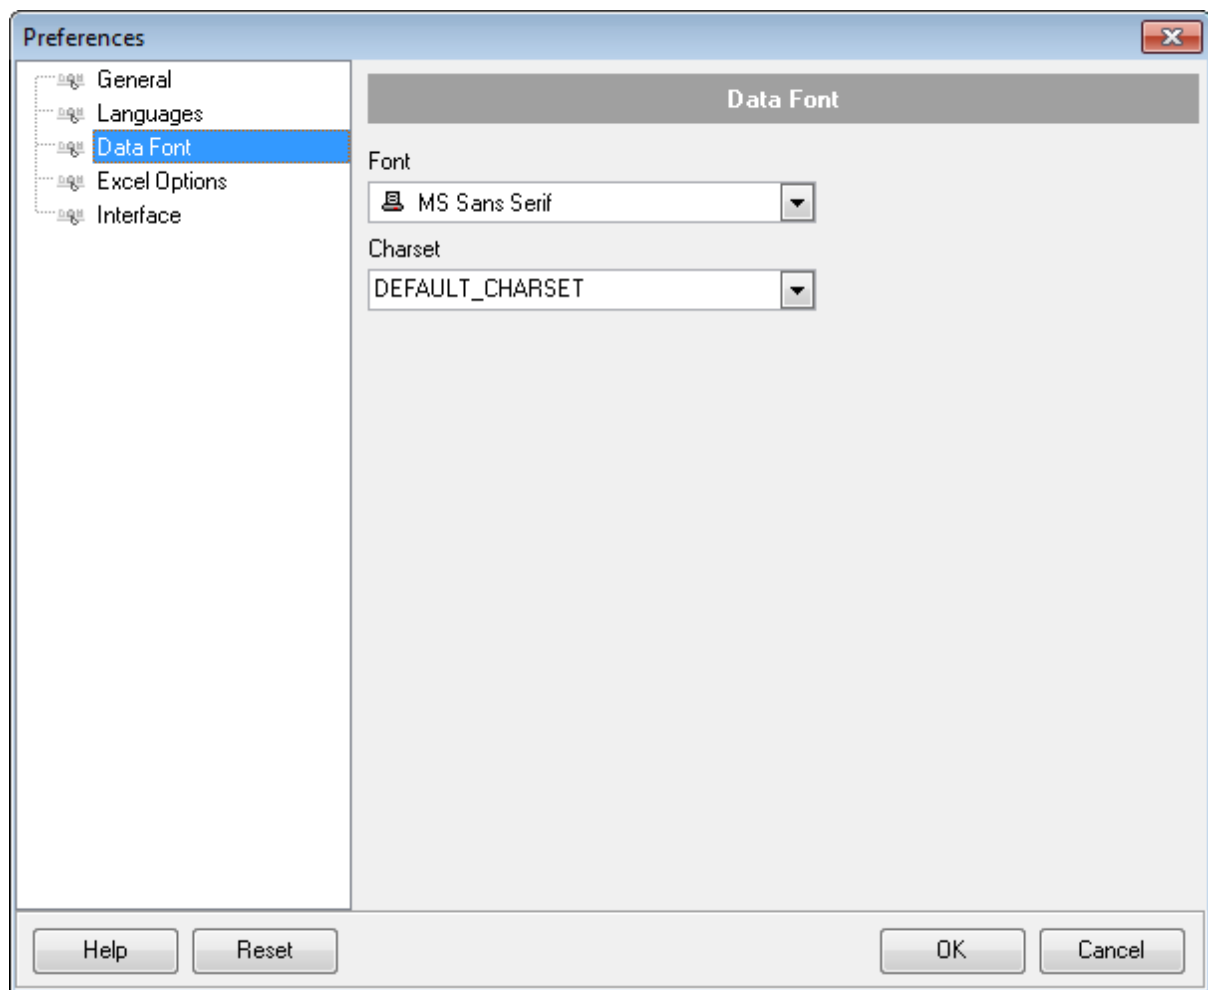 Preferences
General
Languages
Data Font
Excel Options
Interface
Data Font
Font
MS Sans Serif
Charset
DEFAULT_CHARSET
Help
Reset
OK
Cancel